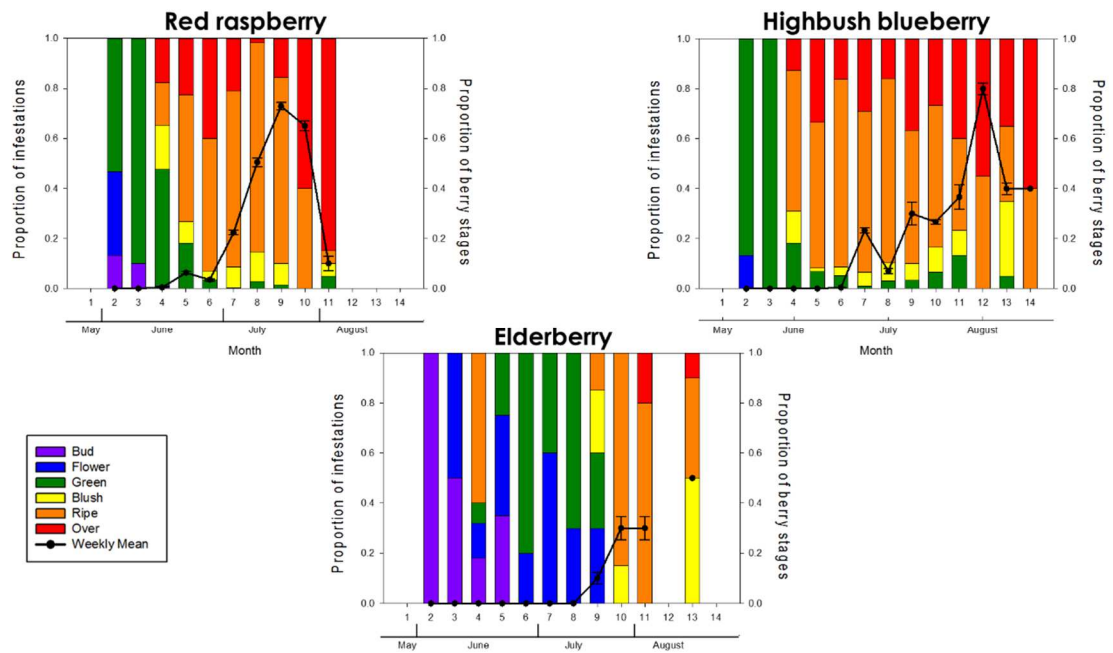 Red raspberry
Proportion of infestations
1.0
0.8
0.6
0.4
0.2
0.0
1.0
0.8
0.6
0.4
0.2
0.0
Proportion of berry stages
1 2 3 4 5 6 7 8 9 10 11 12 13 14
May June July August
Month
Highbush blueberry
Proportion of infestations
1.0
0.8
0.6
0.4
0.2
0.0
1.0
0.8
0.6
0.4
0.2
0.0
Proportion of berry stages
1 2 3 4 5 6 7 8 9 10 11 12 13 14
May June July August
Month
Elderberry
Proportion of infestations
1.0
0.8
0.6
0.4
0.2
0.0
1.0
0.8
0.6
0.4
0.2
0.0
Proportion of berry stages
1 2 3 4 5 6 7 8 9 10 11 12 13 14
May June July August
Bud
Flower
Green
Blush
Ripe
Over
Weekly Mean